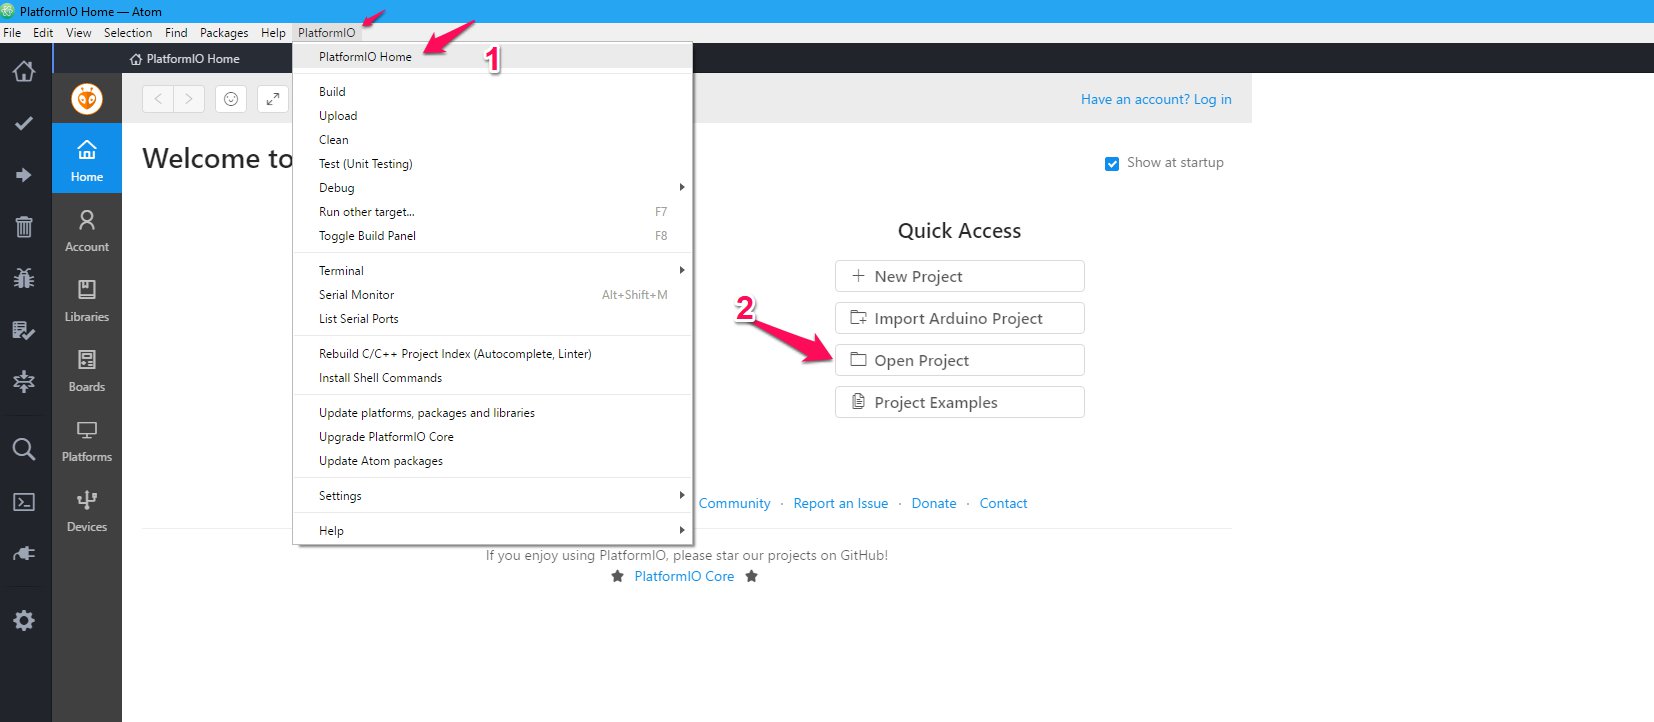 PlatformIO Home — Atom
File Edit View Selection Find Packages Help PlatformIO
PlatformIO Home
PlatformIO Home
1
Build
Upload
Clean
Test (Unit Testing)
Debug
Run other target... F7
Toggle Build Panel F8
Terminal
Serial Monitor Alt+Shift+M
List Serial Ports
Rebuild C/C++ Project Index (Autocomplete, Linter)
Install Shell Commands
Update platforms, packages and libraries
Upgrade PlatformIO Core
Update Atom packages
Settings
Help
Home
Account
Libraries
Boards
Platforms
Devices
Have an account? Log in
Welcome to
Show at startup
Quick Access
New Project
Import Arduino Project
2
Open Project
Project Examples
Community · Report an Issue · Donate · Contact
If you enjoy using PlatformIO, please star our projects on GitHub!
PlatformIO Core